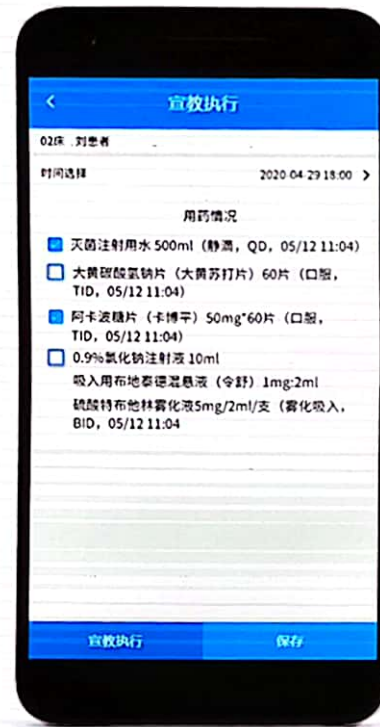 宣教执行
02床 刘患者
时间选择 2020-04-29 18:00
用药情况
灭菌注射用水 500ml（静滴，QD，05/12 11:04）
大黄碳酸氢钠片（大黄苏打片）60片（口服，
TID，05/12 11:04）
阿卡波糖片（卡博平）50mg*60片（口服，
TID，05/12 11:04）
0.9%氯化钠注射液 10ml
吸入用布地奈德混悬液（令舒）1mg:2ml
硫酸特布他林雾化液5mg/2ml/支（雾化吸入，
BID，05/12 11:04
宣教执行 保存